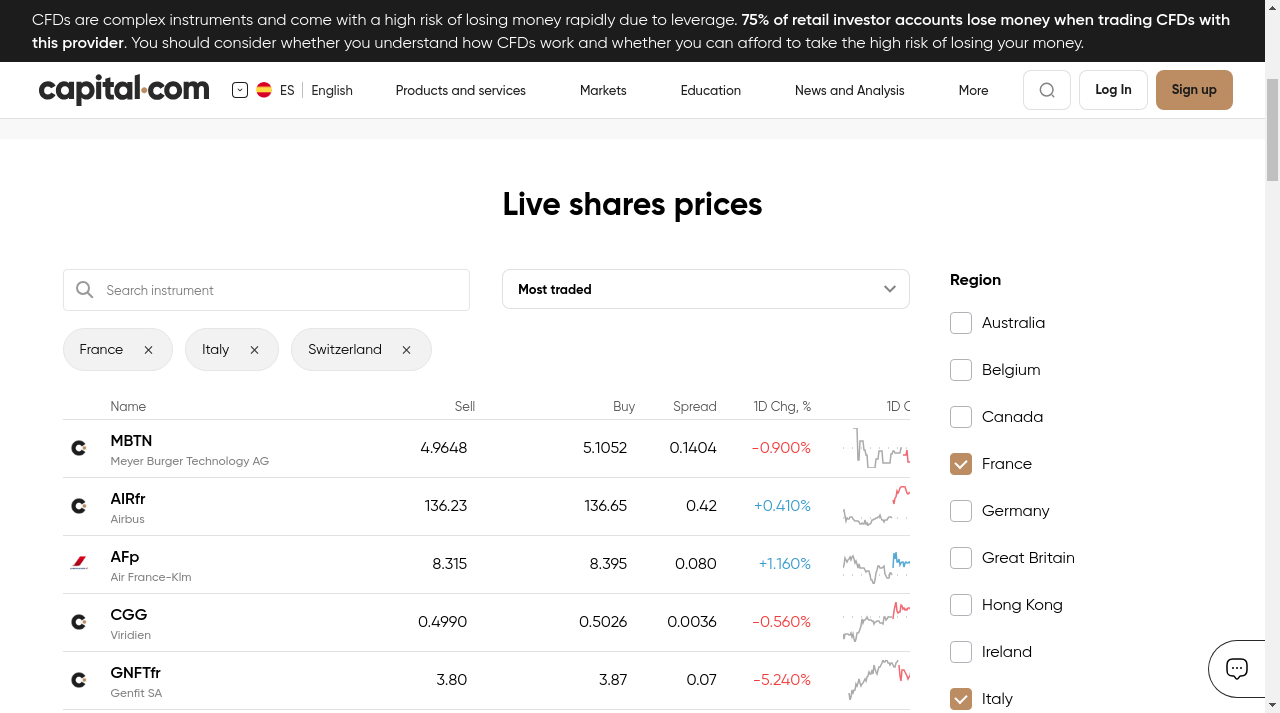 CFDs are complex instruments and come with a high risk of losing money rapidly due to leverage. 75% of retail investor accounts lose money when trading CFDs with
this provider. You should consider whether you understand how CFDs work and whether you can afford to take the high risk of losing your money.
capital.com
ES
English
Products and services
Markets
Education
News and Analysis
More
Log In
Sign up
Live shares prices
Search instrument
Most traded
France
Italy
Switzerland
Name Sell Buy Spread 1D Chg, % 1D C
MBTN 4.9648 5.1052 0.1404 -0.900%
Meyer Burger Technology AG
AIRfr 136.23 136.65 0.42 +0.410%
Airbus
AFp 8.315 8.395 0.080 +1.160%
Air France-Klm
CGG 0.4990 0.5026 0.0036 -0.560%
Viridien
GNFTfr 3.80 3.87 0.07 -5.240%
Genfit SA
Region
Australia
Belgium
Canada
France
Germany
Great Britain
Hong Kong
Ireland
Italy